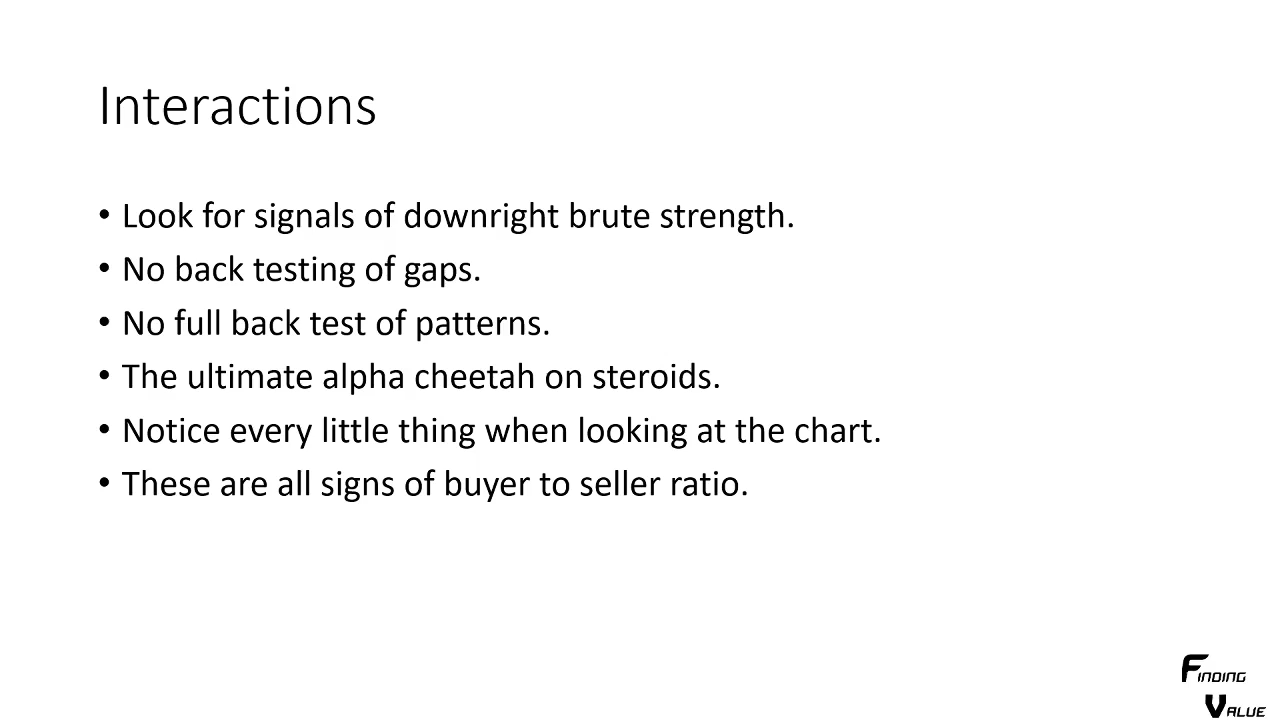 Interactions
• Look for signals of downright brute strength.
• No back testing of gaps.
• No full back test of patterns.
• The ultimate alpha cheetah on steroids.
• Notice every little thing when looking at the chart.
• These are all signs of buyer to seller ratio.
Finding
Value